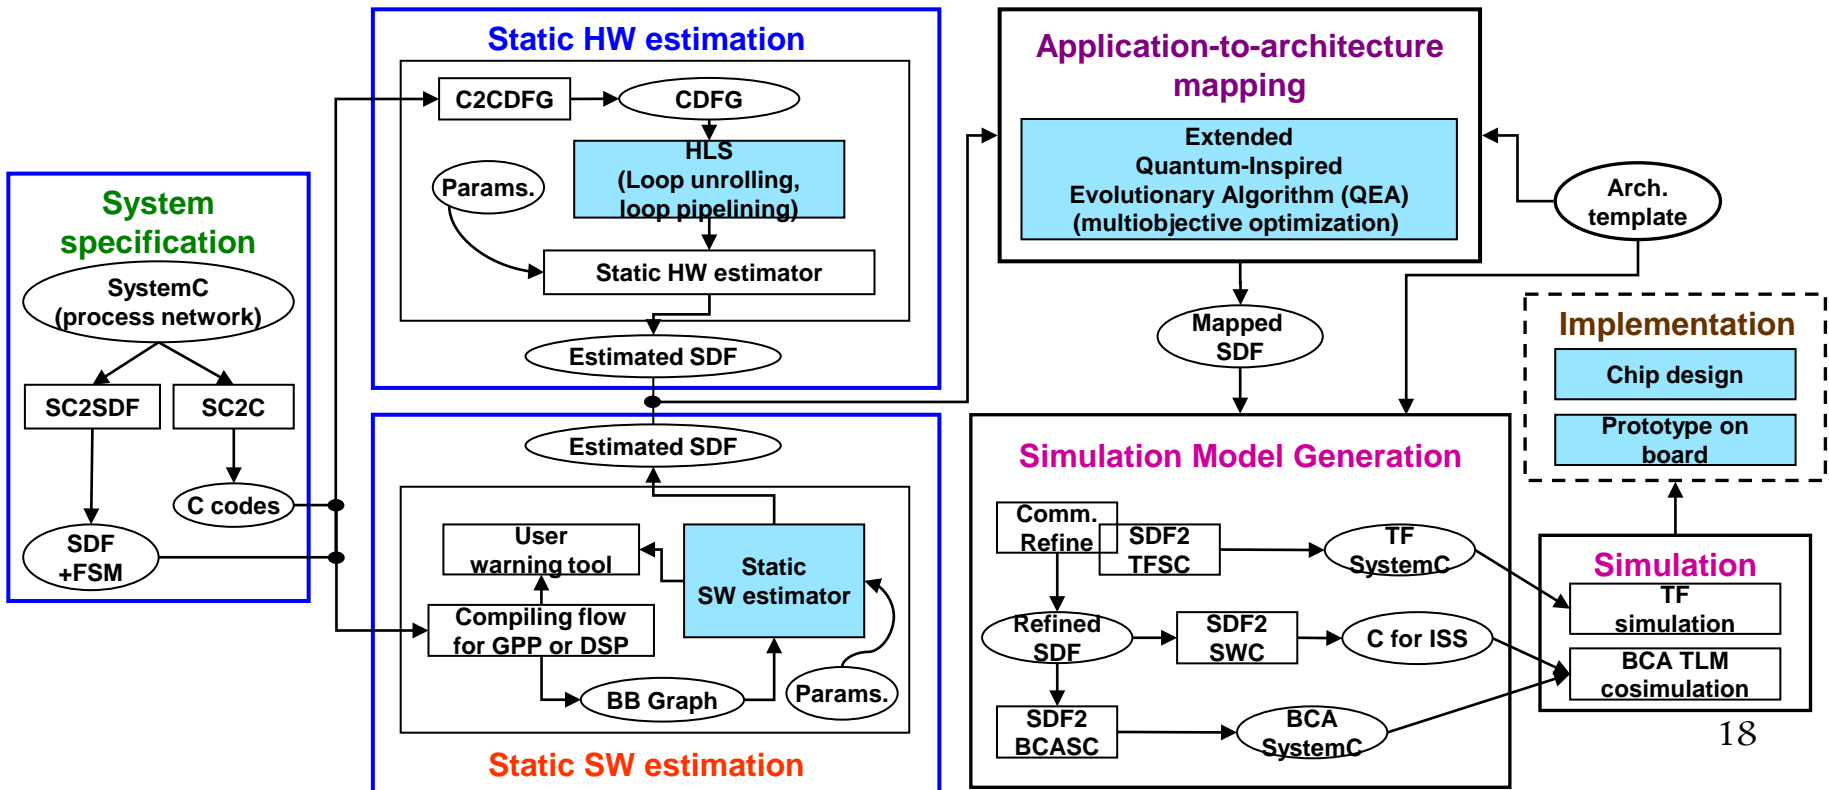 System
specification
SystemC
(process network)
SC2SDF
SC2C
C codes
SDF
+FSM
Static HW estimation
C2CDFG
CDFG
HLS
(Loop unrolling,
loop pipelining)
Params.
Static HW estimator
Estimated SDF
Estimated SDF
User
warning tool
Static
SW estimator
Compiling flow
for GPP or DSP
BB Graph
Params.
Static SW estimation
Application-to-architecture
mapping
Extended
Quantum-Inspired
Evolutionary Algorithm (QEA)
(multiobjective optimization)
Arch.
template
Mapped
SDF
Simulation Model Generation
Comm.
Refine
SDF2
TFSC
TF
SystemC
Refined
SDF
SDF2
SWC
C for ISS
SDF2
BCASC
BCA
SystemC
Implementation
Chip design
Prototype on
board
Simulation
TF
simulation
BCA TLM
cosimulation
18